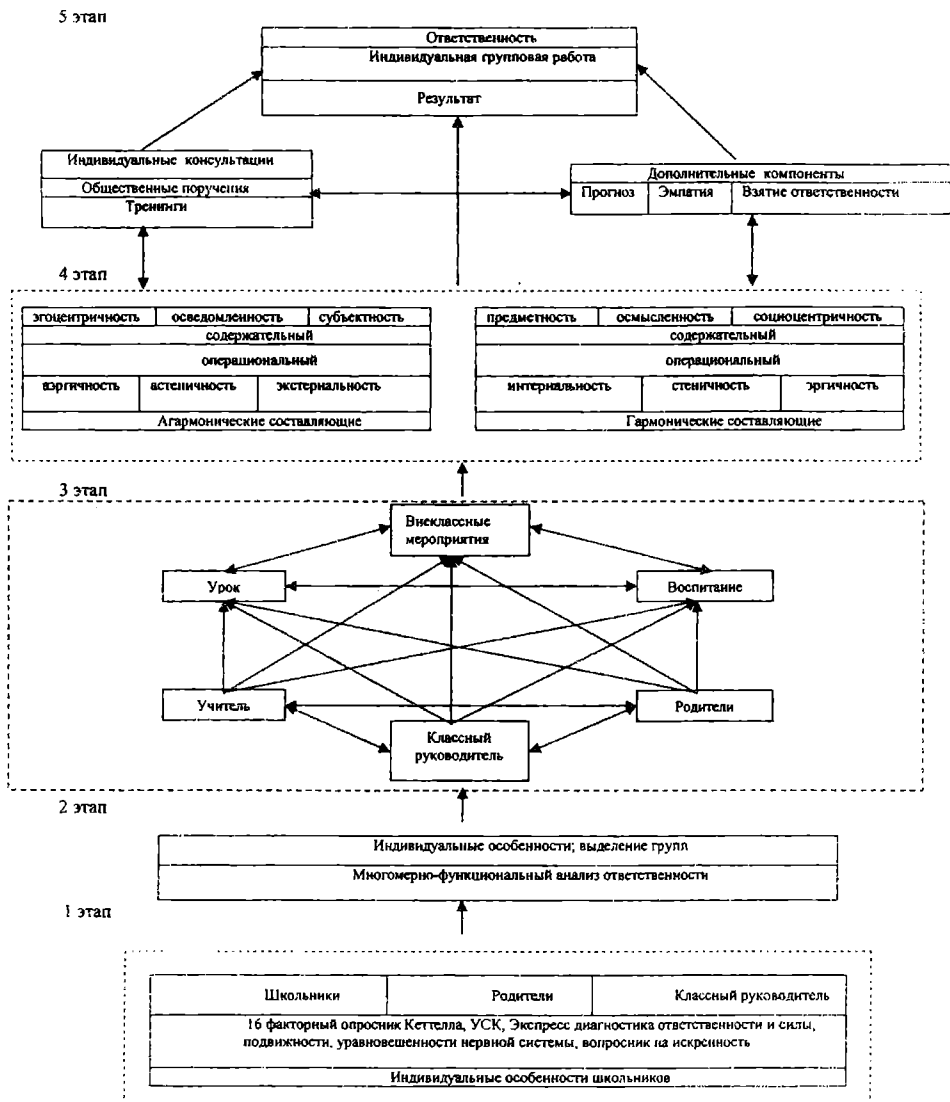 5 этап
Ответственность
Индивидуальная групповая работа
Результат
Индивидуальные консультации
Общественные поручения
Тренинги
Дополнительные компоненты
Прогноз
Эмпатия
Взятие ответственности
4 этап
эгоцентричность
осведомленность
субъектность
содержательный
операциональный
аэргичность
астеничность
экстернальность
Агармонические составляющие
предметность
осмысленность
социоцентричность
содержательный
операциональный
интернальность
стеничность
эргичность
Гармонические составляющие
3 этап
Внеклассные
мероприятия
Урок
Воспитание
Учитель
Родители
Классный
руководитель
2 этап
Индивидуальные особенности; выделение групп
Многомерно-функциональный анализ ответственности
1 этап
Школьники
Родители
Классный руководитель
16 факторный опросник Кеттелла, УСК, Экспресс диагностика ответственности и силы,
подвижности, уравновешенности нервной системы, вопросник на искренность
Индивидуальные особенности школьников